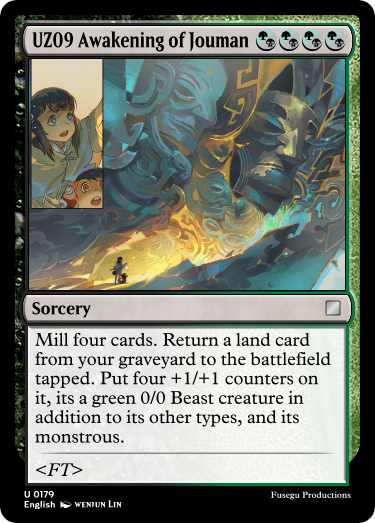 UZ09 Awakening of Jouman
Sorcery
Mill four cards. Return a land card
from your graveyard to the battlefield
tapped. Put four +1/+1 counters on
it, its a green 0/0 Beast creature in
addition to its other types, and its
monstrous.
<FT>
U 0179
English WENJUN LIN
Fusegu Productions